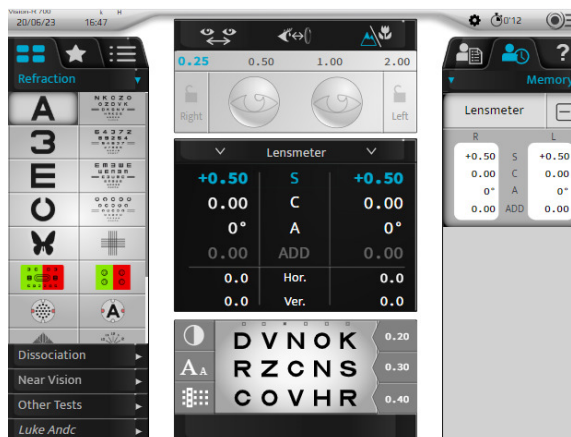 Vision-R 700
20/06/23 16:47
0'12
Refraction
Memory
A
3
E
0.25 0.50 1.00 2.00
Right Left
Lensmeter
+0.50 S +0.50
0.00 C 0.00
0° A 0°
0.00 ADD 0.00
0.0 Hor. 0.0
0.0 Ver. 0.0
Lensmeter
R L
+0.50 S +0.50
0.00 C 0.00
0° A 0°
0.00 ADD 0.00
N K O Z O
A
D V N O K 0.20
R Z C N S 0.30
C O V H R 0.40
A A
Dissociation
Near Vision
Other Tests
Luke Andc
?